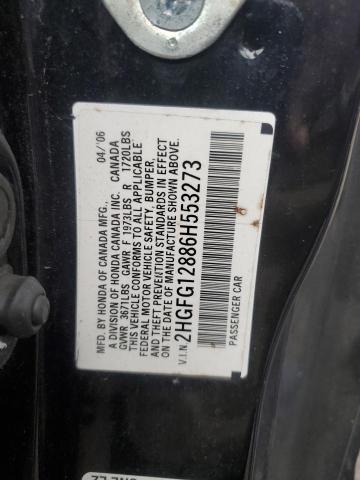 MFD. BY HONDA OF CANADA MFG., 04/'06
A DIVISION OF HONDA CANADA INC. CANADA
GVWR 3671LBS GAWR F 1973LBS R 1720LBS
THIS VEHICLE CONFORMS TO ALL APPLICABLE
FEDERAL MOTOR VEHICLE SAFETY, BUMPER,
AND THEFT PREVENTION STANDARDS IN EFFECT
ON THE DATE OF MANUFACTURE SHOWN ABOVE.
V.I.N. 2HGFG12886H553273
PASSENGER CAR